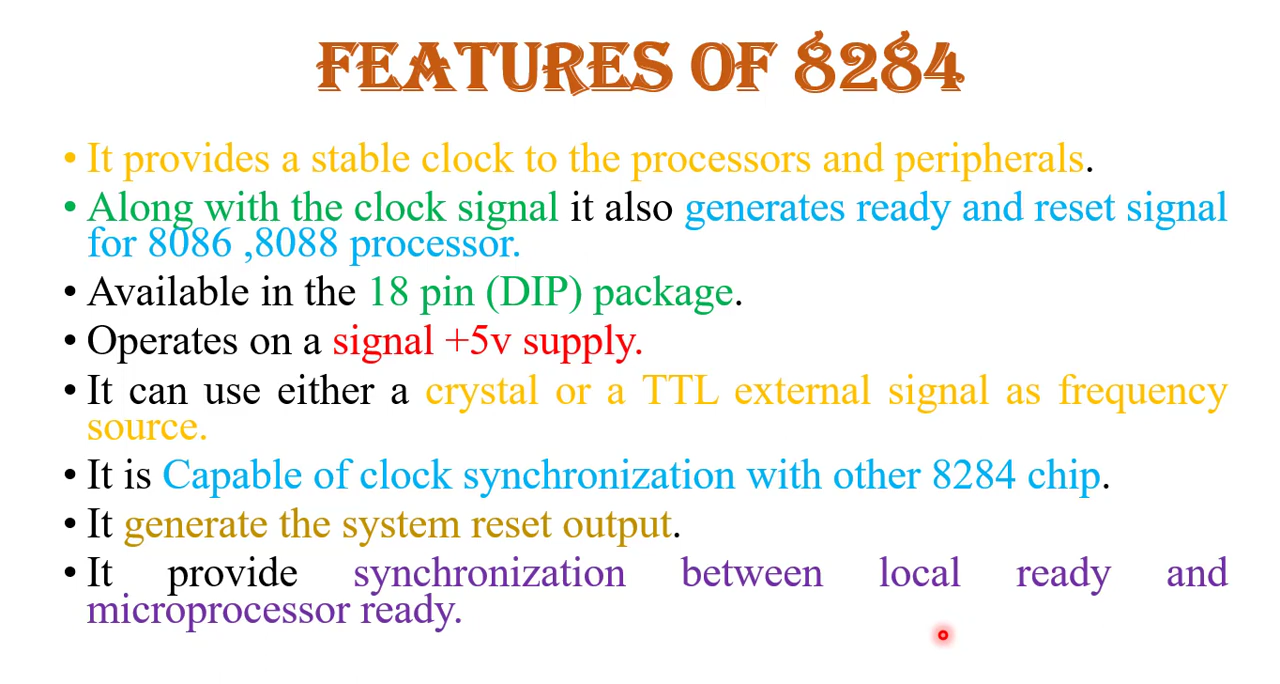 FEATURES OF 8284
• It provides a stable clock to the processors and peripherals.
• Along with the clock signal it also generates ready and reset signal
for 8086 ,8088 processor.
• Available in the 18 pin (DIP) package.
• Operates on a signal +5v supply.
• It can use either a crystal or a TTL external signal as frequency
source.
• It is Capable of clock synchronization with other 8284 chip.
• It generate the system reset output.
• It provide synchronization between local ready and
microprocessor ready.